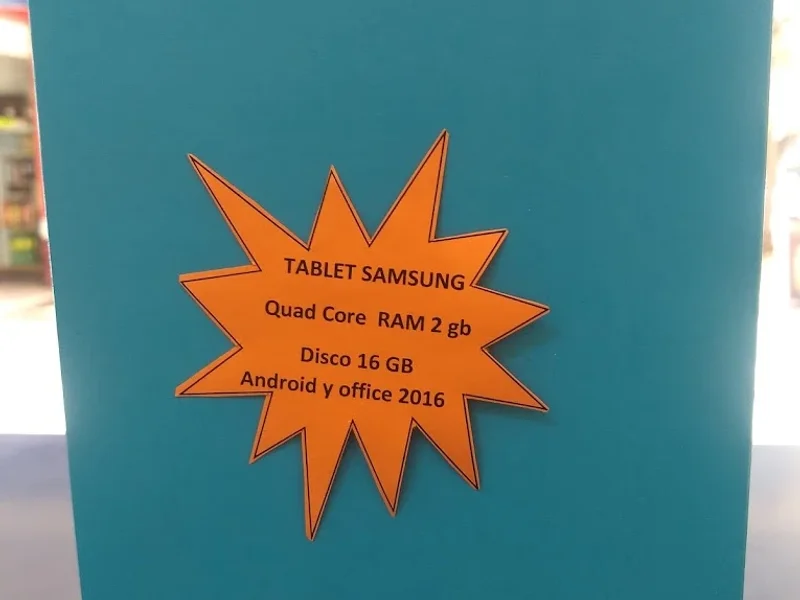 TABLET SAMSUNG
Quad Core RAM 2 gb
Disco 16 GB
Android y office 2016